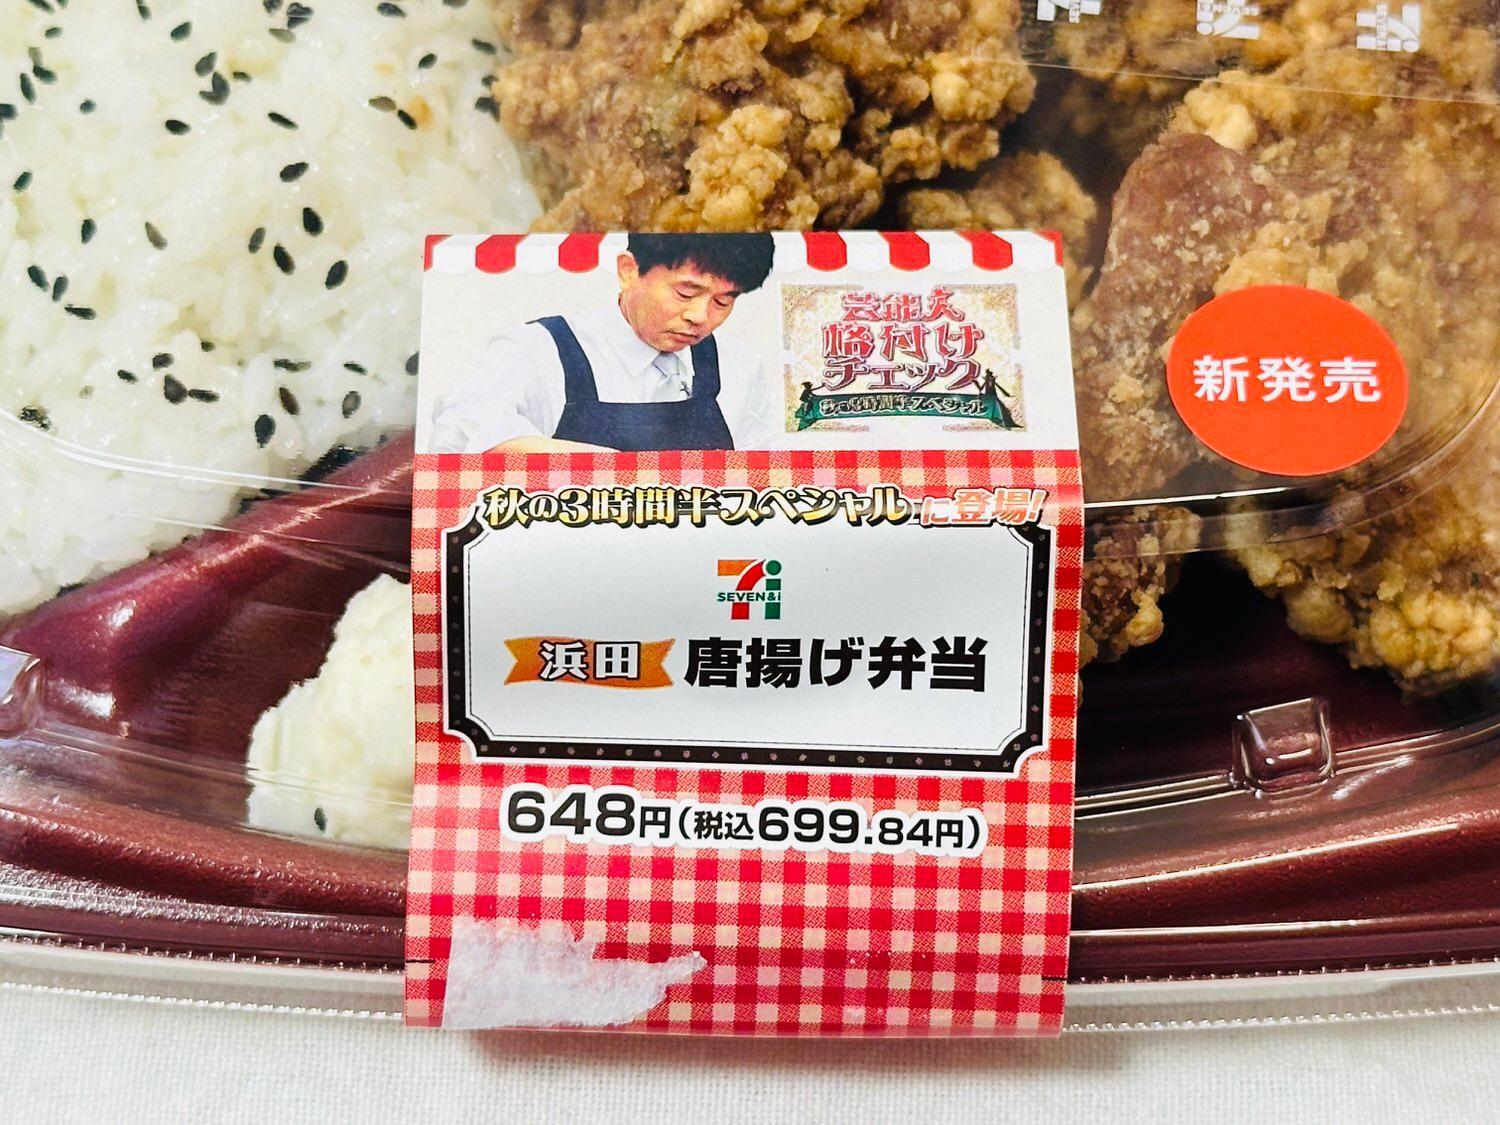 芸能人
格付け
チェック
秋の3時間半スペシャル
新発売
秋の3時間半スペシャルに登場!
SEVEN&i
浜田 唐揚げ弁当
648円(税込699.84円)